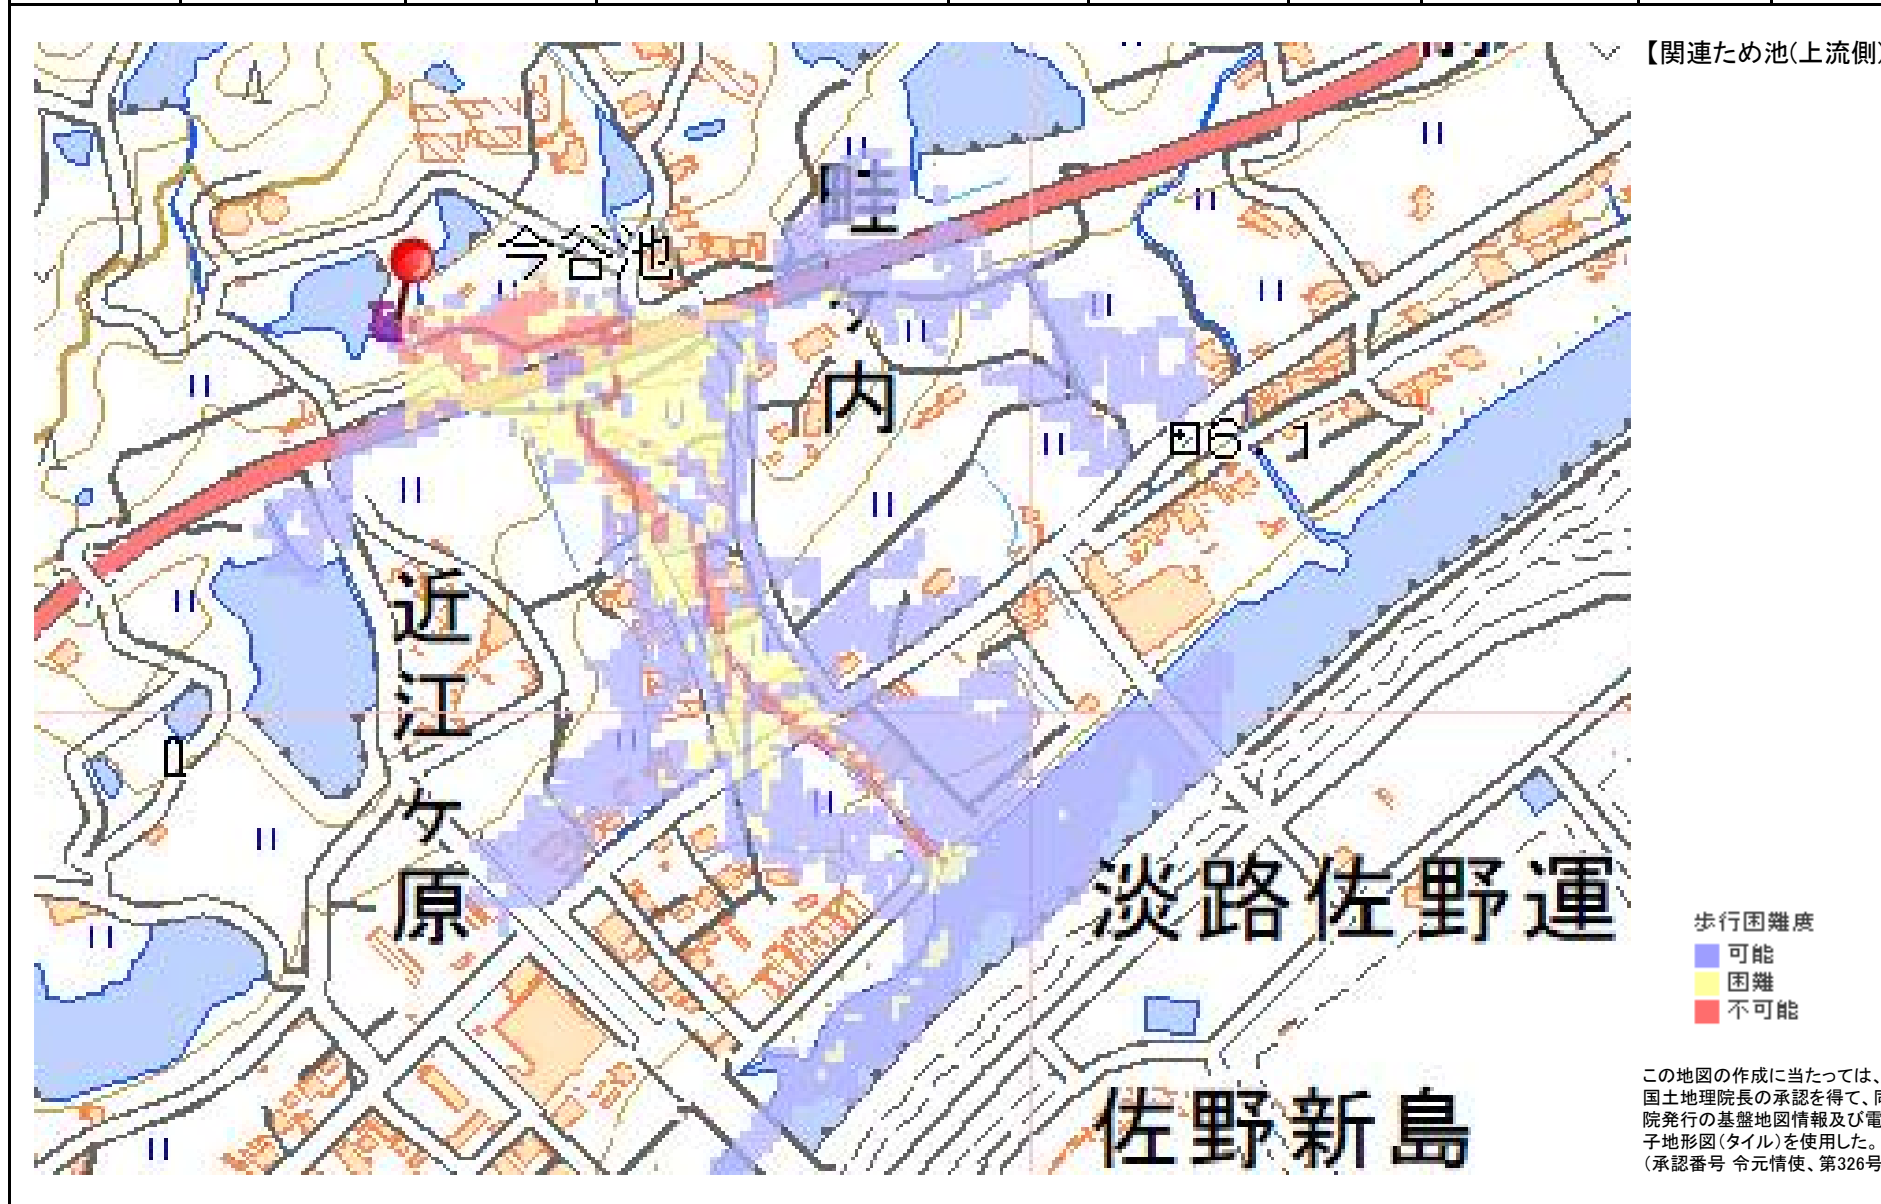 【関連ため池(上流側)
畦ヶ内
今谷池
6.1
近江ヶ原
淡路佐野運
佐野新島
歩行困難度
可能
困難
不可能
この地図の作成に当たっては、
国土地理院長の承認を得て、同
院発行の基盤地図情報及び電
子地形図(タイル)を使用した。
(承認番号 令元情使、第326号